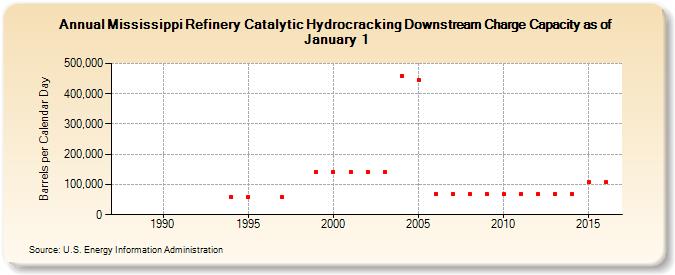 Annual Mississippi Refinery Catalytic Hydrocracking Downstream Charge Capacity as of
January 1
Barrels per Calendar Day
500,000
400,000
300,000
200,000
100,000
0
1990 1995 2000 2005 2010 2015
Source: U.S. Energy Information Administration